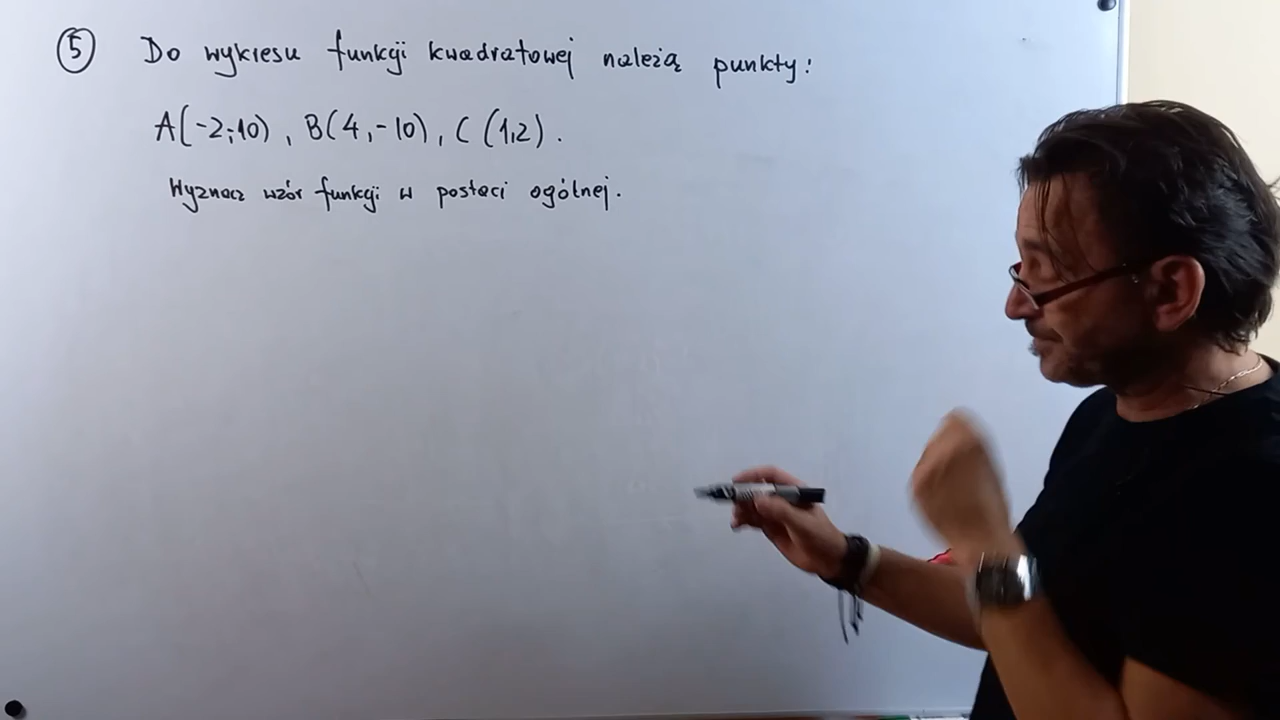 ⑤ Do wykresu funkcji kwadratowej należą punkty:
A(-2;10), B(4,-10), C(1,2).
Wyznacz wzór funkcji w postaci ogólnej.